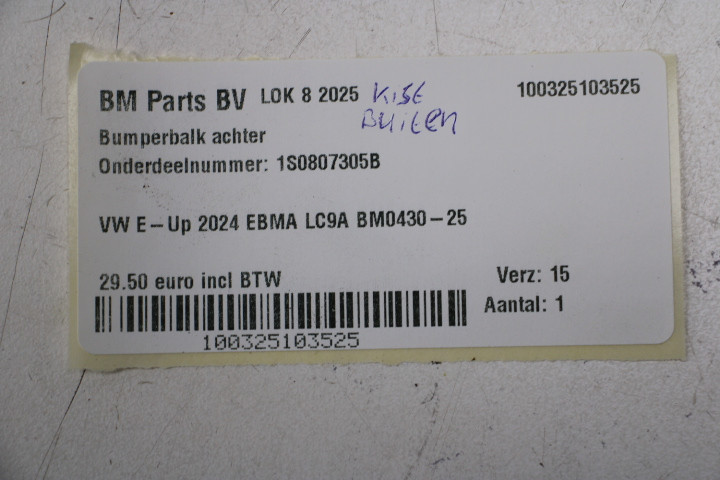 BM Parts BV LOK 8 2025 100325103525
Buiten
Bumperbalk achter
Onderdeelnummer: 1S0807305B
VW E-Up 2024 EBMA LC9A BM0430-25
29.50 euro incl BTW Verz: 15
Aantal: 1
100325103525